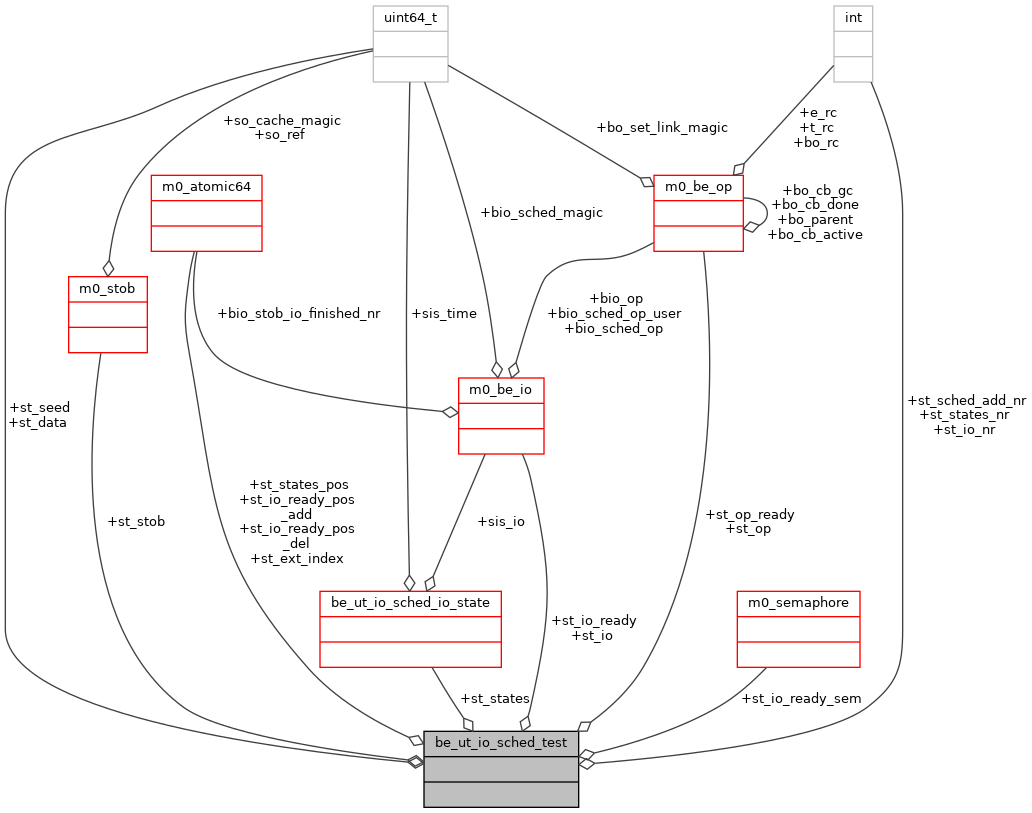 uint64_t
int
+e_rc
+t_rc
+bo_rc
+so_cache_magic
+so_ref
+bo_set_link_magic
m0_atomic64
m0_be_op
+bo_cb_gc
+bo_cb_done
+bo_parent
+bo_cb_active
+bio_sched_magic
m0_stob
+bio_stob_io_finished_nr
+sis_time
+bio_op
+bio_sched_op_user
+bio_sched_op
m0_be_io
+st_seed
+st_data
+st_sched_add_nr
+st_states_nr
+st_io_nr
+st_states_pos
+st_io_ready_pos
_add
+st_io_ready_pos
_del
+st_ext_index
+st_stob
+sis_io
+st_op_ready
+st_op
be_ut_io_sched_io_state
m0_semaphore
+st_io_ready
+st_io
+st_states
+st_io_ready_sem
be_ut_io_sched_test